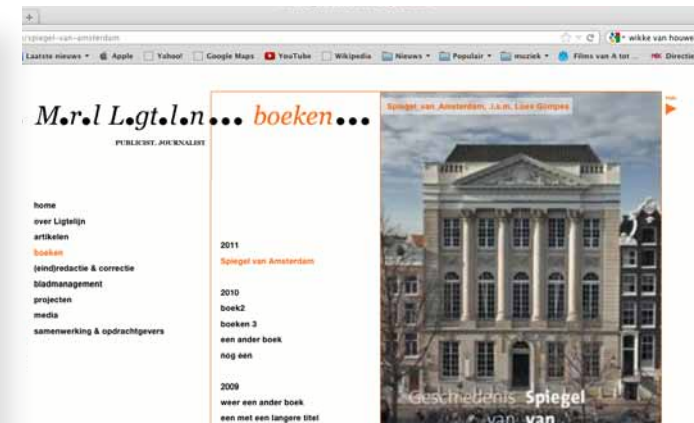 /spiegel-van-amsterdam
wikke van houwe
Laatste nieuws Apple Yahoo! Google Maps YouTube Wikipedia Nieuws Populair muziek Films van A tot ... Directie
M.r.l L.gt.l.n... boeken...
PUBLICIST, JOURNALIST
Spiegel van Amsterdam, i.s.m. Loes Gompes
home
over Ligtelijn
artikelen
boeken
(eind)redactie & correctie
bladmanagement
projecten
media
samenwerking & opdrachtgevers
2011
Spiegel van Amsterdam
2010
boek2
boeken 3
een ander boek
nog een
2009
weer een ander boek
een met een langere titel
Geschiedenis Spiegel
van van